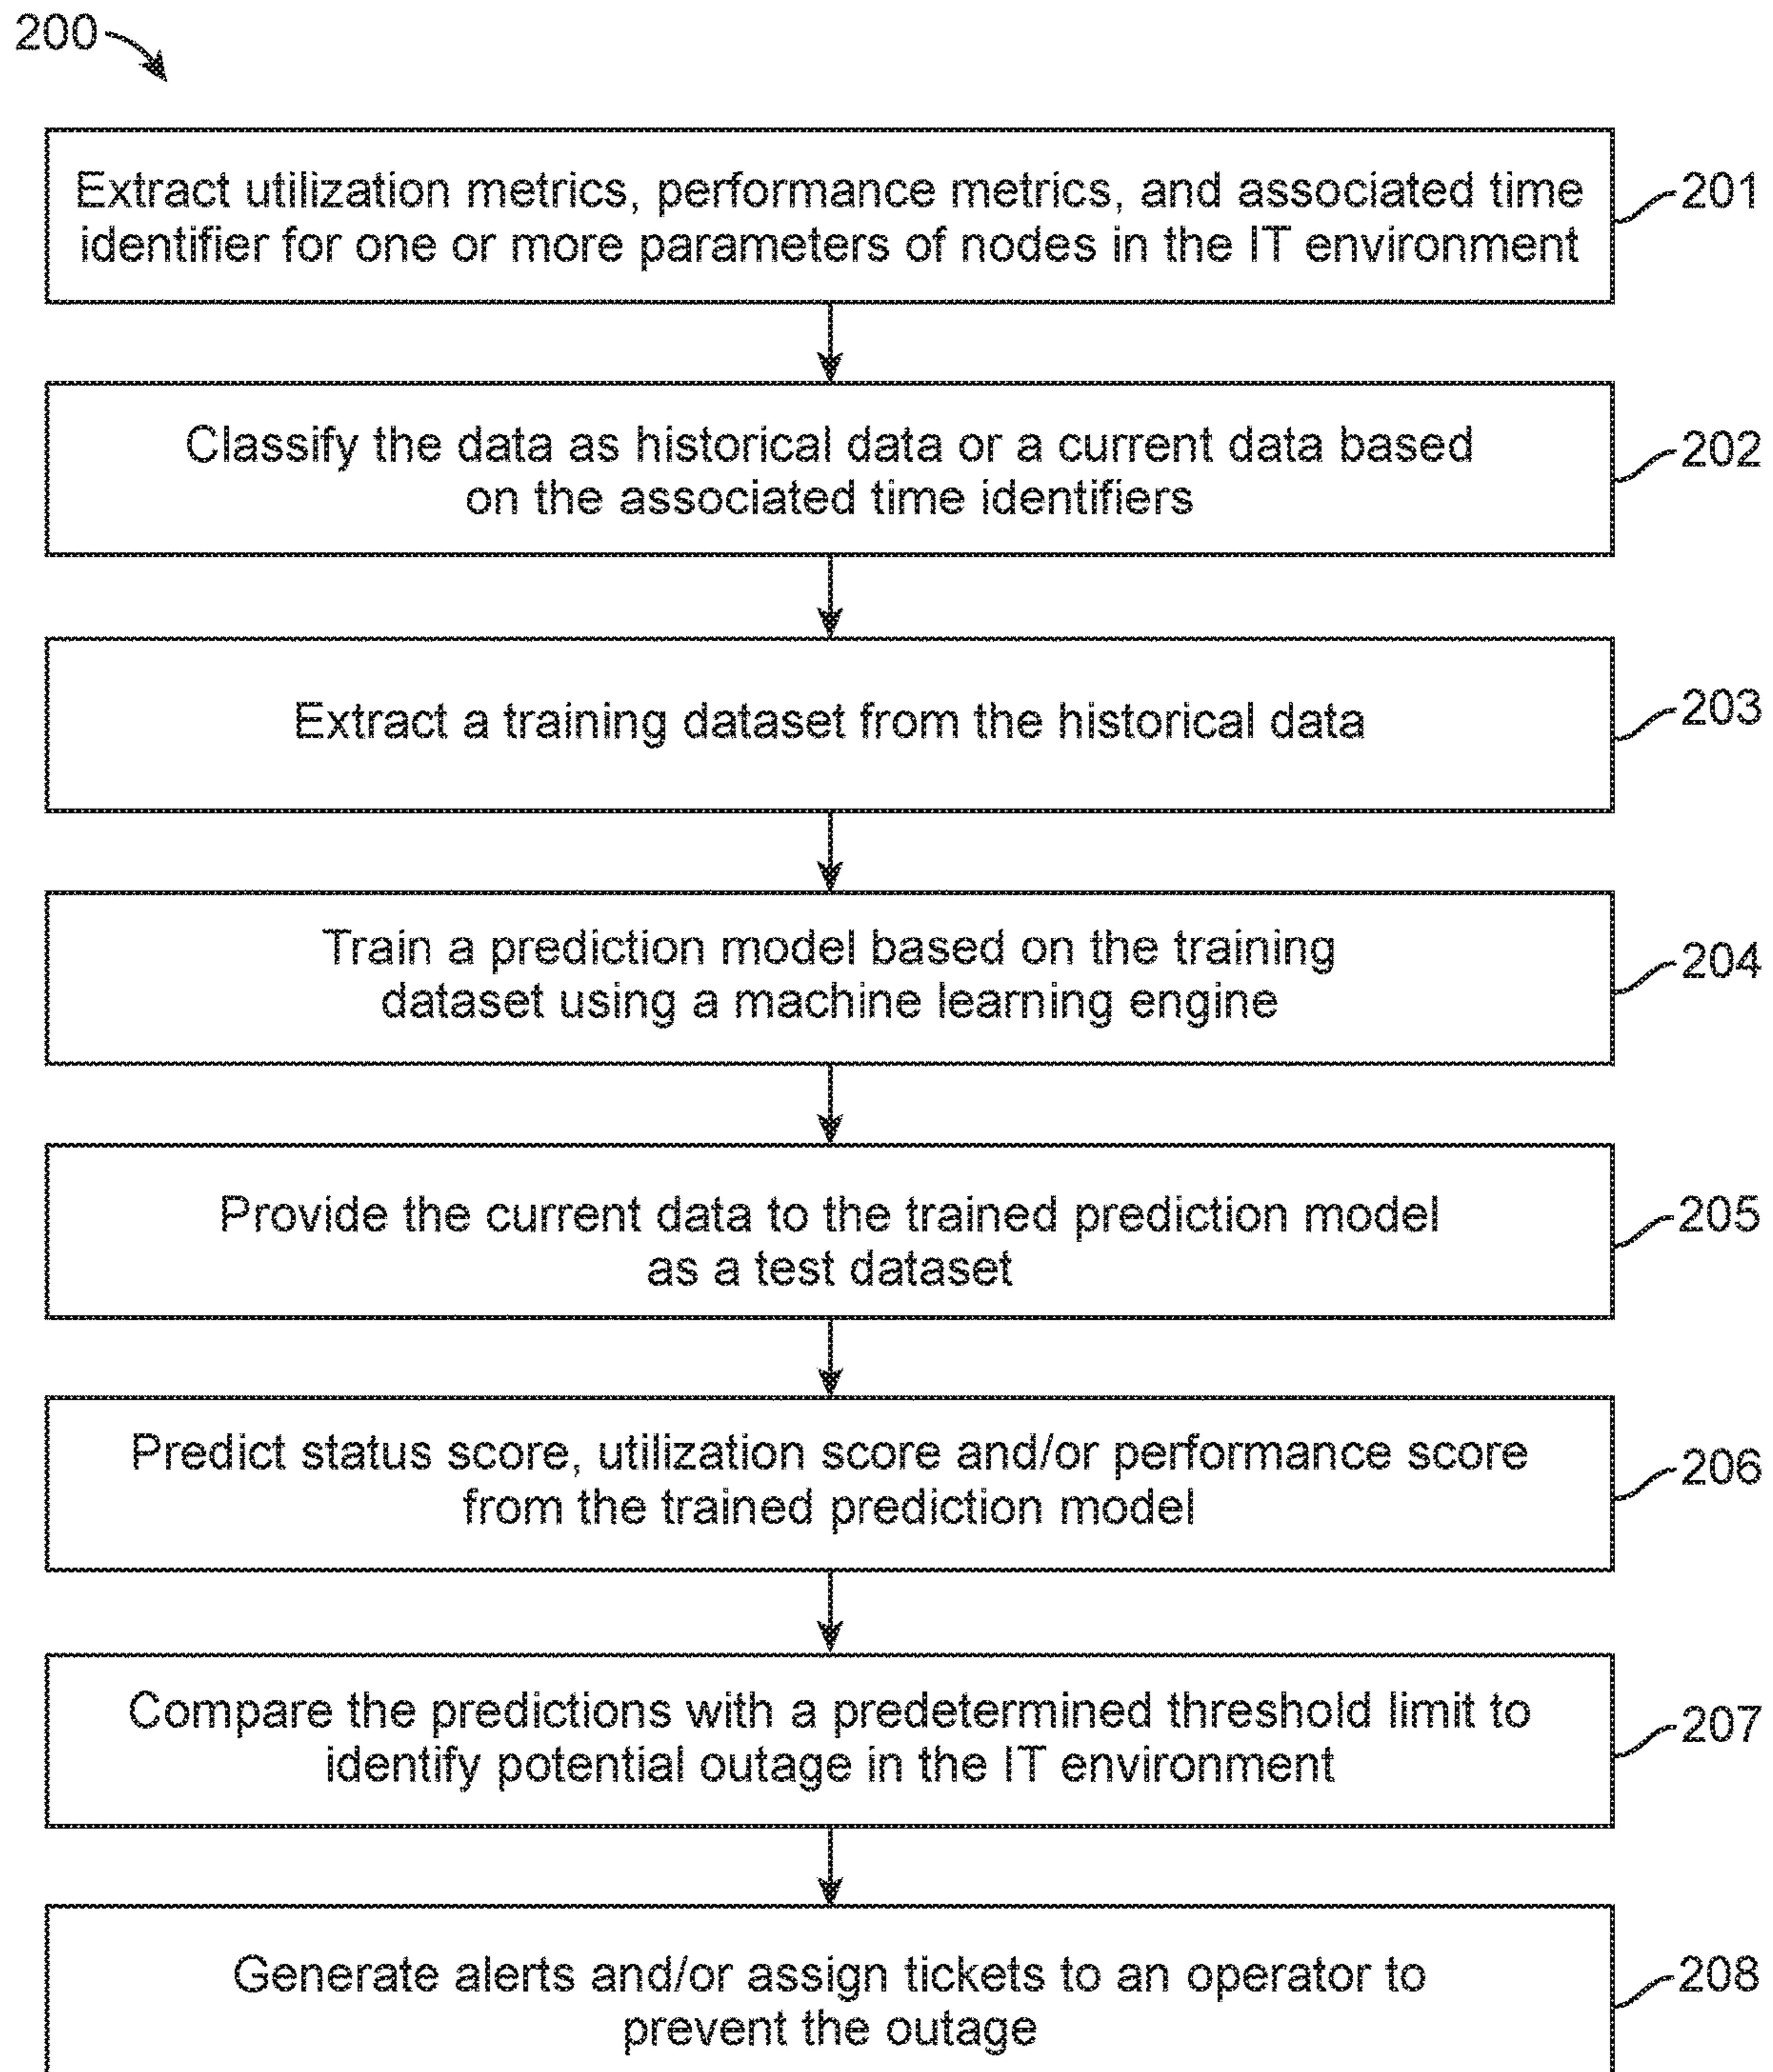 200
Extract utilization metrics, performance metrics, and associated time
identifier for one or more parameters of nodes in the IT environment
201
Classify the data as historical data or a current data based
on the associated time identifiers
202
Extract a training dataset from the historical data
203
Train a prediction model based on the training
dataset using a machine learning engine
204
Provide the current data to the trained prediction model
as a test dataset
205
Predict status score, utilization score and/or performance score
from the trained prediction model
206
Compare the predictions with a predetermined threshold limit to
identify potential outage in the IT environment
207
Generate alerts and/or assign tickets to an operator to
prevent the outage
208